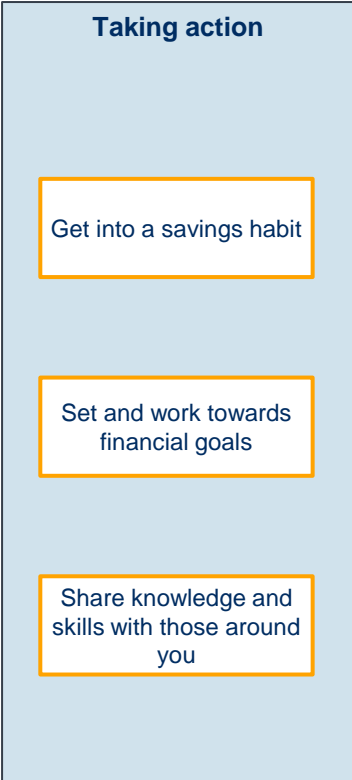 Taking action
Get into a savings habit
Set and work towards
financial goals
Share knowledge and
skills with those around
you